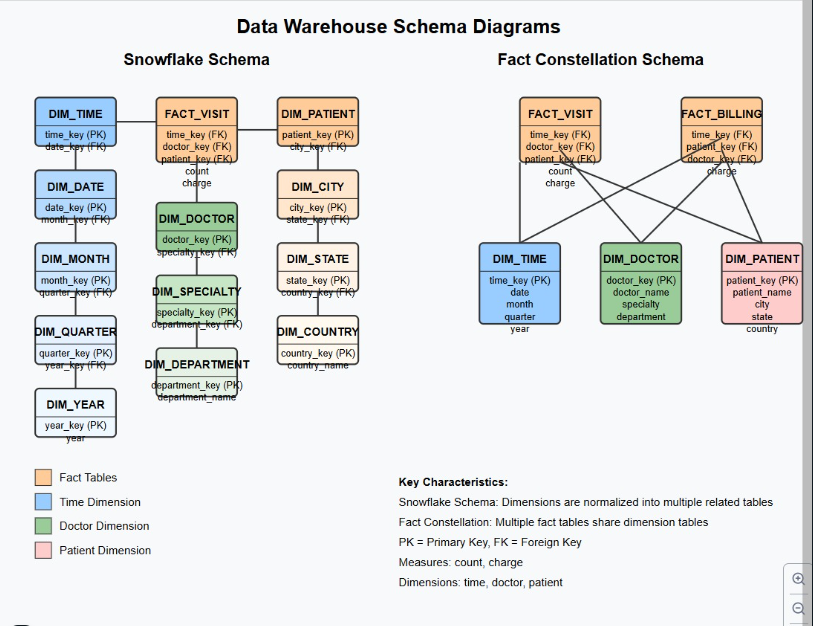 Data Warehouse Schema Diagrams
Snowflake Schema
DIM_TIME
time_key (PK)
date_key (FK)
FACT_VISIT
time_key (FK)
doctor_key (FK)
patient_key (FK)
count
charge
DIM_PATIENT
patient_key (PK)
city_key (FK)
DIM_DATE
date_key (PK)
month_key (FK)
DIM_CITY
city_key (PK)
state_key (FK)
DIM_DOCTOR
doctor_key (PK)
specialty_key (FK)
DIM_MONTH
month_key (PK)
quarter_key (FK)
DIM_STATE
state_key (PK)
country_key (FK)
DIM_SPECIALTY
specialty_key (PK)
department_key (FK)
DIM_QUARTER
quarter_key (PK)
year_key (FK)
DIM_COUNTRY
country_key (PK)
country_name
DIM_DEPARTMENT
department_key (PK)
department_name
DIM_YEAR
year_key (PK)
year
Fact Constellation Schema
FACT_VISIT
time_key (FK)
doctor_key (FK)
patient_key (FK)
count
charge
FACT_BILLING
time_key (FK)
patient_key (FK)
doctor_key (FK)
charge
DIM_TIME
time_key (PK)
date
month
quarter
year
DIM_DOCTOR
doctor_key (PK)
doctor_name
specialty
department
DIM_PATIENT
patient_key (PK)
patient_name
city
state
country
Fact Tables
Time Dimension
Doctor Dimension
Patient Dimension
Key Characteristics:
Snowflake Schema: Dimensions are normalized into multiple related tables
Fact Constellation: Multiple fact tables share dimension tables
PK = Primary Key, FK = Foreign Key
Measures: count, charge
Dimensions: time, doctor, patient